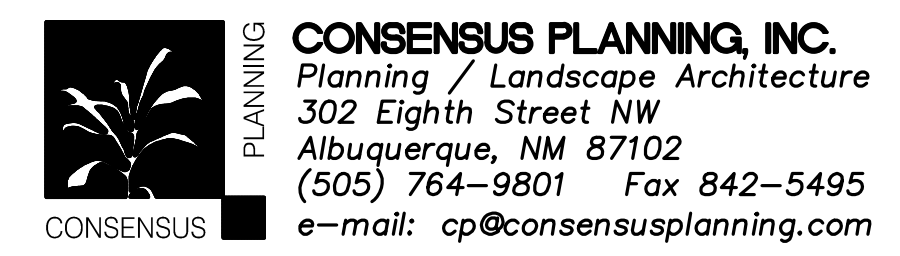 CONSENSUS
PLANNING
CONSENSUS PLANNING, INC.
Planning / Landscape Architecture
302 Eighth Street NW
Albuquerque, NM 87102
(505) 764-9801 Fax 842-5495
e-mail: cp@consensusplanning.com